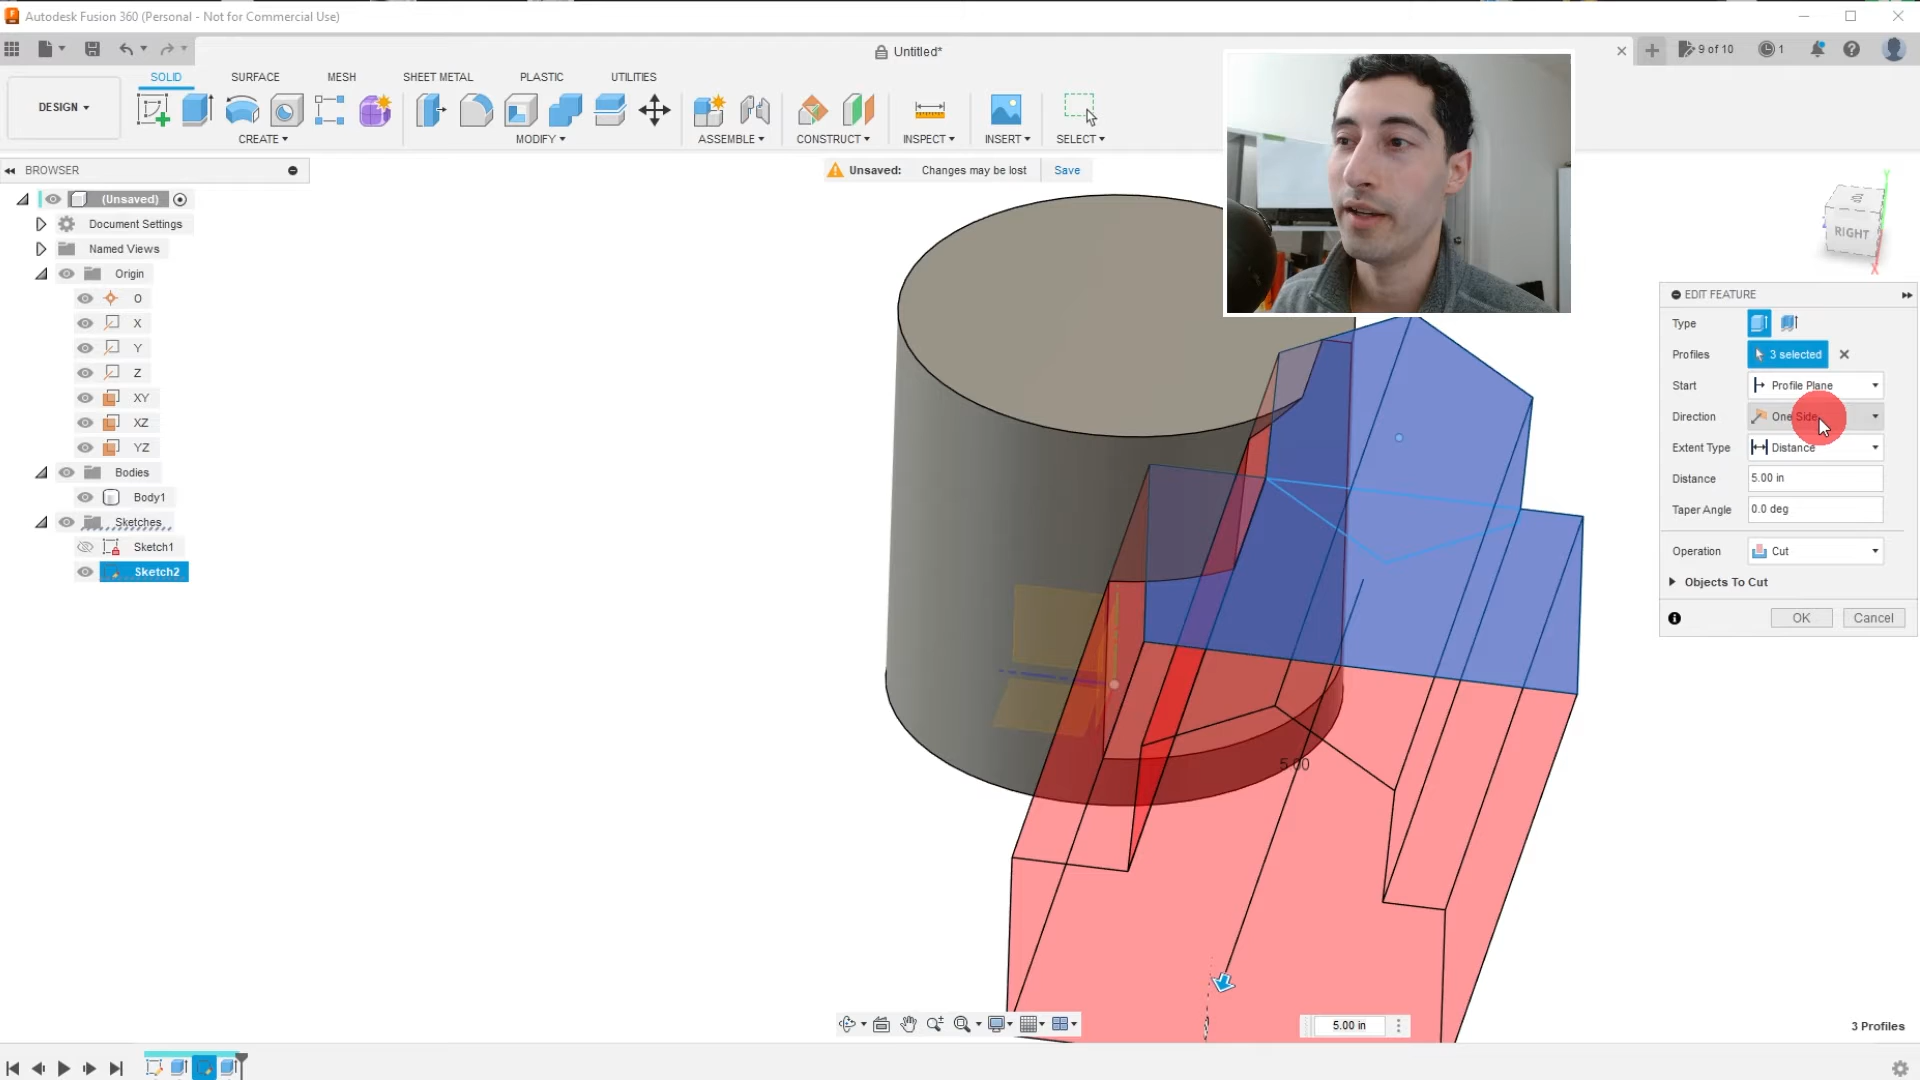 Autodesk Fusion 360 (Personal - Not for Commercial Use)
Untitled*
9 of 10
1
DESIGN
SOLID
SURFACE
MESH
SHEET METAL
PLASTIC
UTILITIES
CREATE
MODIFY
ASSEMBLE
CONSTRUCT
INSPECT
INSERT
SELECT
BROWSER
Unsaved: Changes may be lost Save
(Unsaved)
Document Settings
Named Views
Origin
O
X
Y
Z
XY
XZ
YZ
Bodies
Body1
Sketches
Sketch1
Sketch2
RIGHT
Y
X
EDIT FEATURE
Type
Profiles 3 selected
Start Profile Plane
Direction One Side
Extent Type Distance
Distance 5.00 in
Taper Angle 0.0 deg
Operation Cut
Objects To Cut
OK Cancel
5.00
5.00 in
3 Profiles